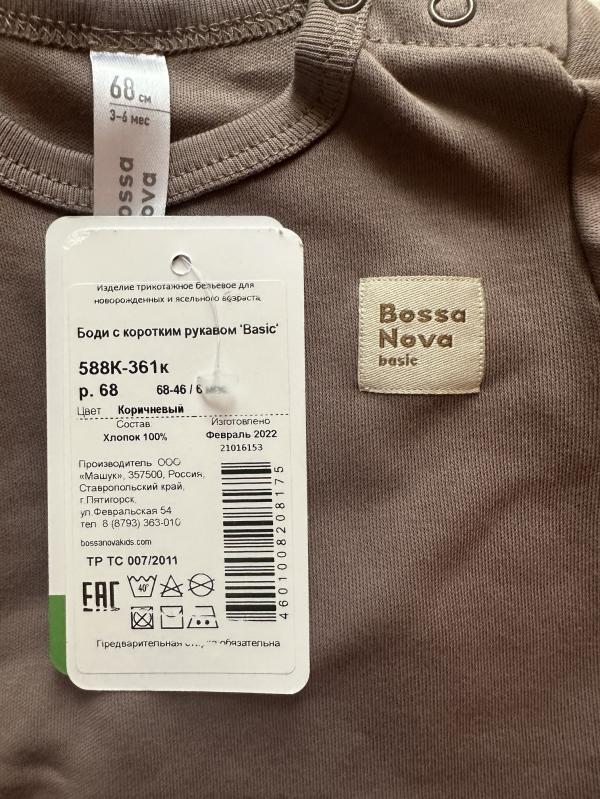 68 см
3-6 мес
Bossa
Nova
Изделие трикотажное бельевое для
новорожденных и ясельного возраста
Боди с коротким рукавом 'Basic'
588К-361к
р. 68 68-46 / 6
Цвет Коричневый
Состав
Хлопок 100%
Изготовлено
Февраль 2022
21016153
Производитель ООО
«Машук», 357500, Россия,
Ставропольский край,
г.Пятигорск,
ул.Февральская 54
тел 8 (8793) 363-010
bossanovakids.com
ТР ТС 007/2011
EAC
40°
4601008208175
Предварительная обязательна
Bossa
Nova
basic